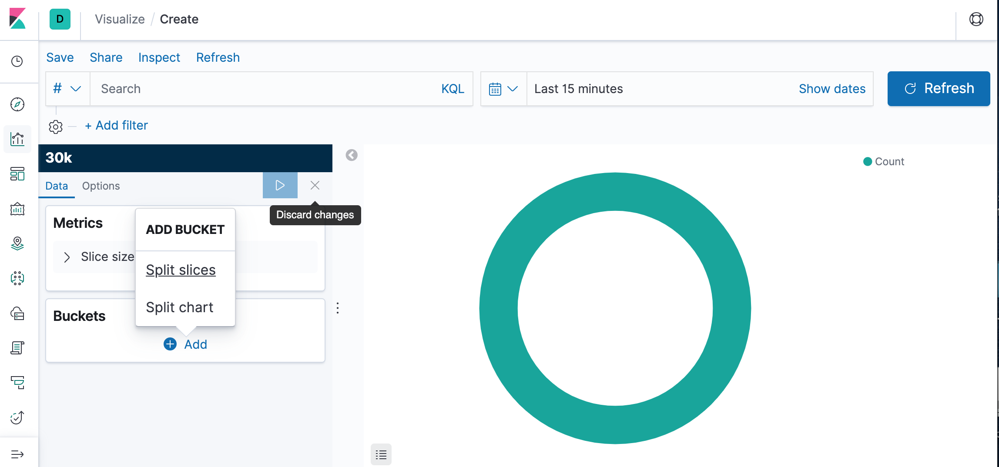 D
Visualize / Create
Save Share Inspect Refresh
# Search KQL
Last 15 minutes Show dates
Refresh
+ Add filter
30k
Data Options
Discard changes
Metrics
Slice size
ADD BUCKET
Split slices
Split chart
Buckets
Add
Count